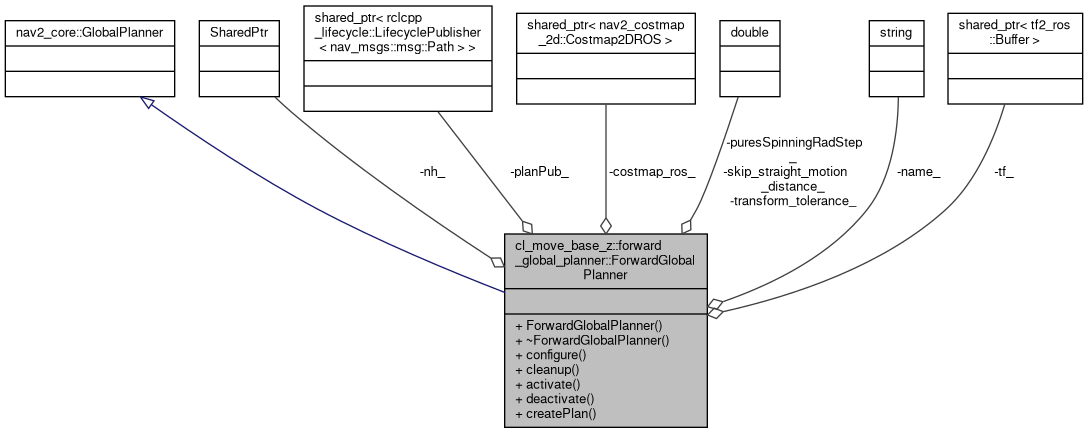 nav2_core::GlobalPlanner
SharedPtr
shared_ptr< rclcpp
_lifecycle::LifecyclePublisher
< nav_msgs::msg::Path > >
shared_ptr< nav2_costmap
_2d::Costmap2DROS >
double
string
shared_ptr< tf2_ros
::Buffer >
-nh_
-planPub_
-costmap_ros_
-puresSpinningRadStep
_
-skip_straight_motion
_distance_
-transform_tolerance_
-name_
-tf_
cl_move_base_z::forward
_global_planner::ForwardGlobal
Planner
+ ForwardGlobalPlanner()
+ ~ForwardGlobalPlanner()
+ configure()
+ cleanup()
+ activate()
+ deactivate()
+ createPlan()